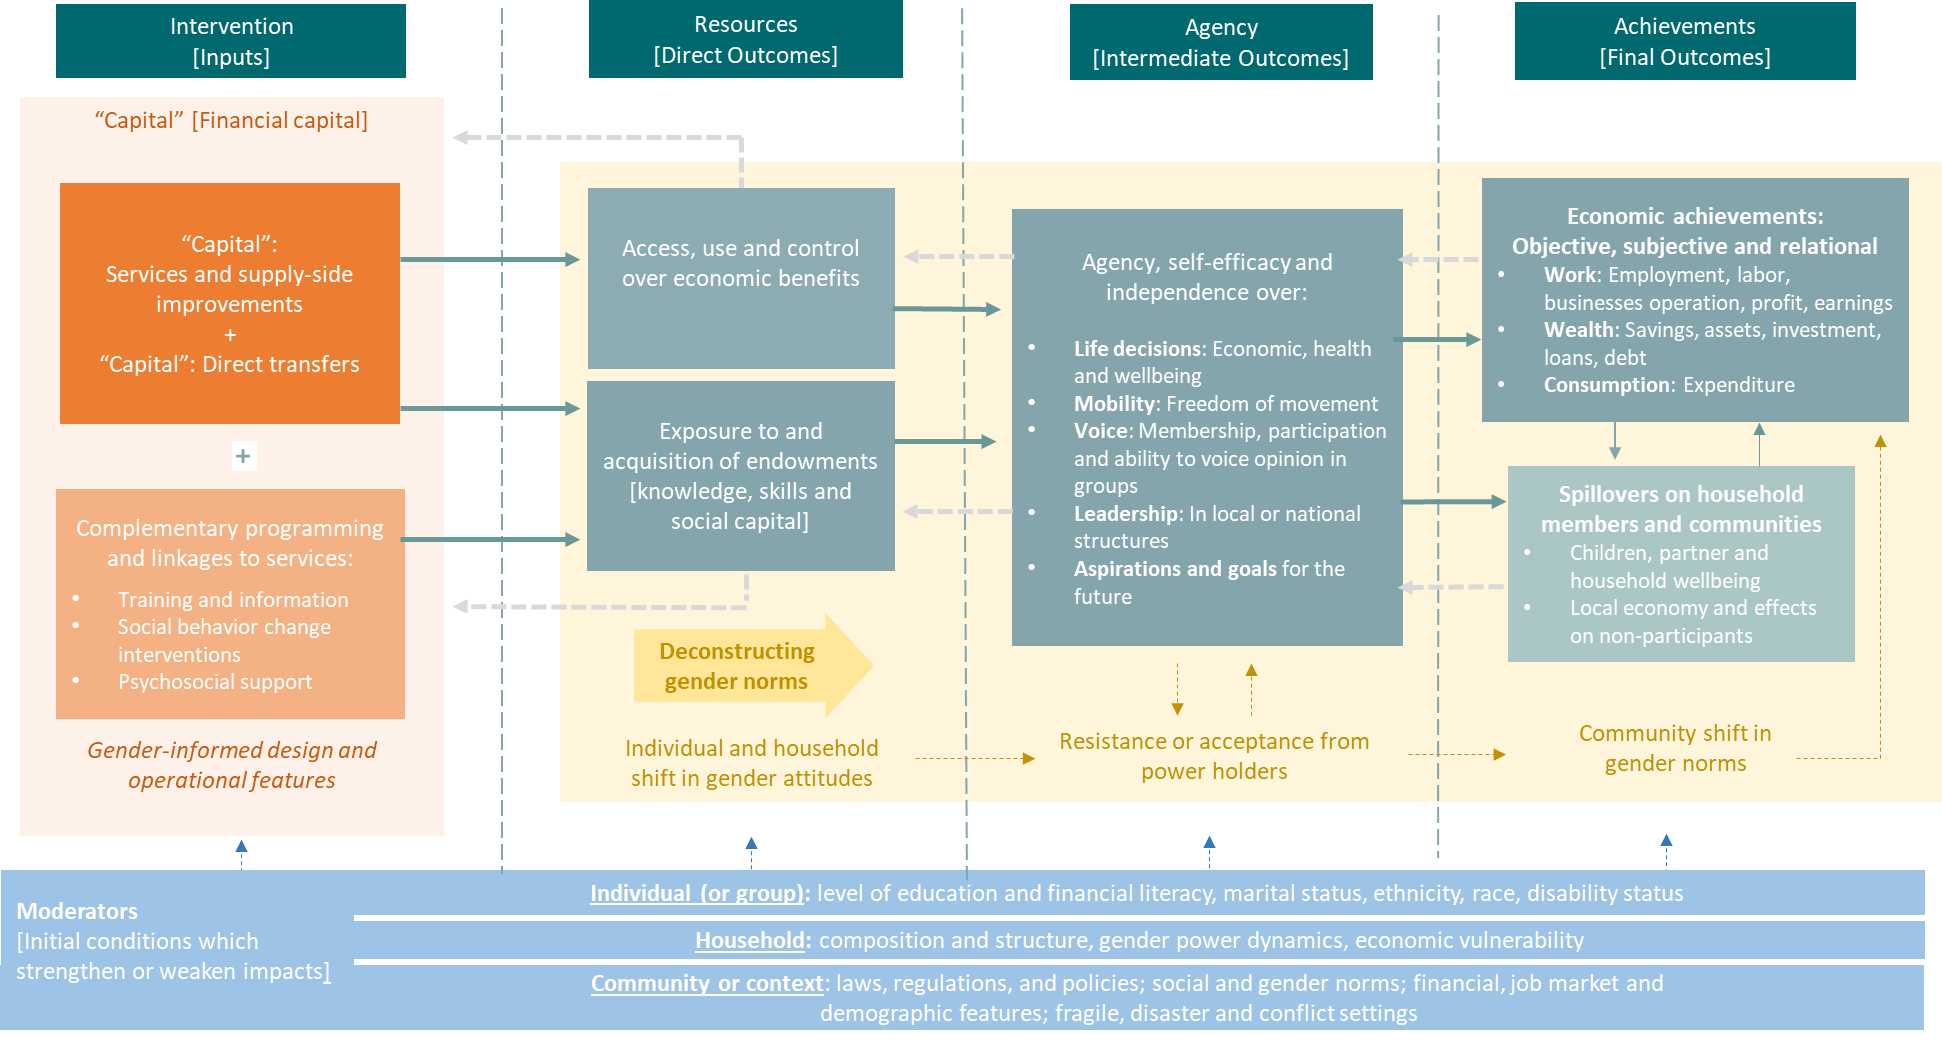 Intervention
[Inputs]
Resources
[Direct Outcomes]
Agency
[Intermediate Outcomes]
Achievements
[Final Outcomes]
“Capital” [Financial capital]
“Capital”:
Services and supply-side
improvements
+
“Capital”: Direct transfers
+
Complementary programming
and linkages to services:
• Training and information
• Social behavior change
interventions
• Psychosocial support
Gender-informed design and
operational features
Access, use and control
over economic benefits
Exposure to and
acquisition of endowments
[knowledge, skills and
social capital]
Deconstructing
gender norms
Individual and household
shift in gender attitudes
Agency, self-efficacy and
independence over:
• Life decisions: Economic, health
and wellbeing
• Mobility: Freedom of movement
• Voice: Membership, participation
and ability to voice opinion in
groups
• Leadership: In local or national
structures
• Aspirations and goals for the
future
Resistance or acceptance from
power holders
Economic achievements:
Objective, subjective and relational
• Work: Employment, labor,
businesses operation, profit, earnings
• Wealth: Savings, assets, investment,
loans, debt
• Consumption: Expenditure
Spillovers on household
members and communities
• Children, partner and
household wellbeing
• Local economy and effects
on non-participants
Community shift in
gender norms
Moderators
[Initial conditions which
strengthen or weaken impacts]
Individual (or group): level of education and financial literacy, marital status, ethnicity, race, disability status
Household: composition and structure, gender power dynamics, economic vulnerability
Community or context: laws, regulations, and policies; social and gender norms; financial, job market and
demographic features; fragile, disaster and conflict settings